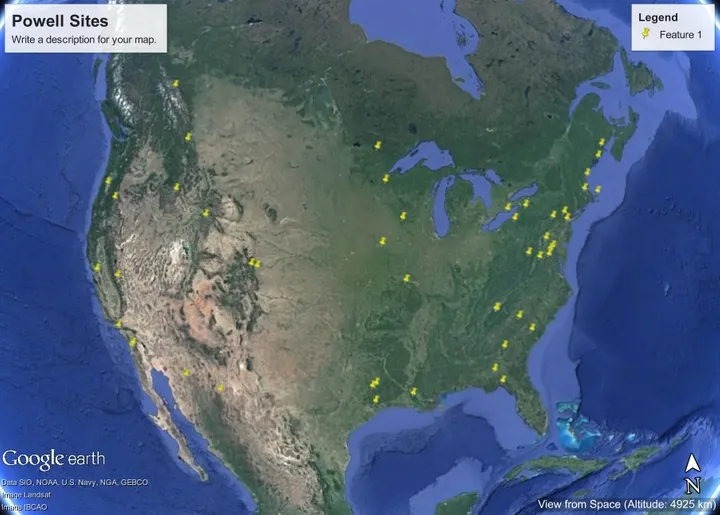 Powell Sites
Write a description for your map.
Legend
Feature 1
Google earth
Data SIO, NOAA, U.S. Navy, NGA, GEBCO
Image Landsat
Image IBCAO
N
View from Space (Altitude: 4925 km)